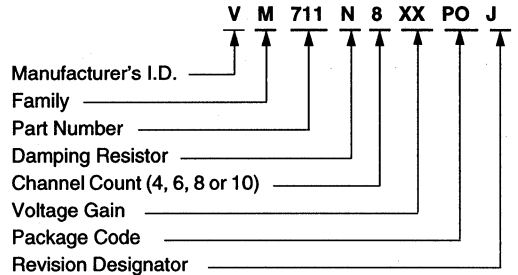 V M 711 N 8 XX PO J
Manufacturer's I.D.
Family
Part Number
Damping Resistor
Channel Count (4, 6, 8 or 10)
Voltage Gain
Package Code
Revision Designator